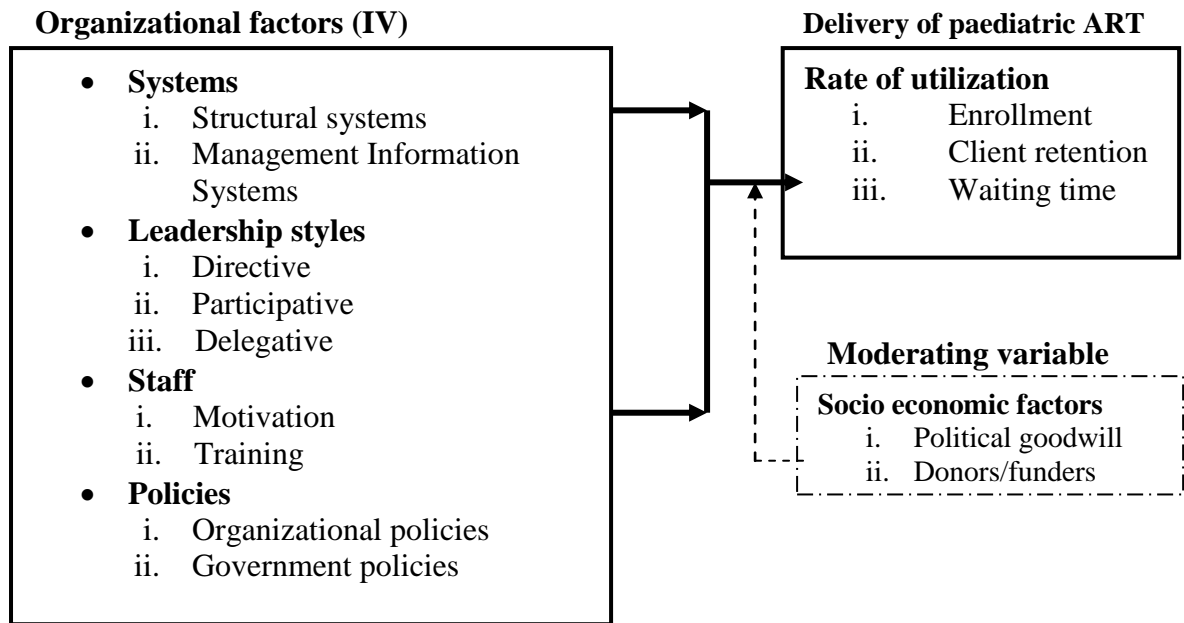 Organizational factors (IV)
• Systems
i. Structural systems
ii. Management Information
Systems
• Leadership styles
i. Directive
ii. Participative
iii. Delegative
• Staff
i. Motivation
ii. Training
• Policies
i. Organizational policies
ii. Government policies
Delivery of paediatric ART
Rate of utilization
i. Enrollment
ii. Client retention
iii. Waiting time
Moderating variable
Socio economic factors
i. Political goodwill
ii. Donors/funders